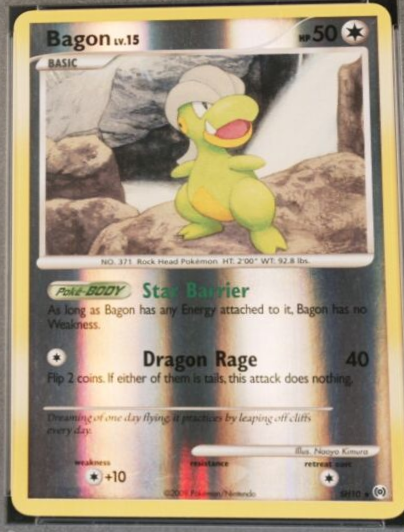 Bagon LV.15 HP 50
BASIC
NO. 371 Rock Head Pokémon HT: 2'00" WT: 92.8 lbs.
Poké-BODY Star Barrier
As long as Bagon has any Energy attached to it, Bagon has no
Weakness.
Dragon Rage 40
Flip 2 coins. If either of them is tails, this attack does nothing.
Dreaming of one day flying, it practices by leaping off cliffs
every day.
Illus. Naoyo Kimura
weakness resistance retreat cost
+10
©2009 Pokémon/Nintendo